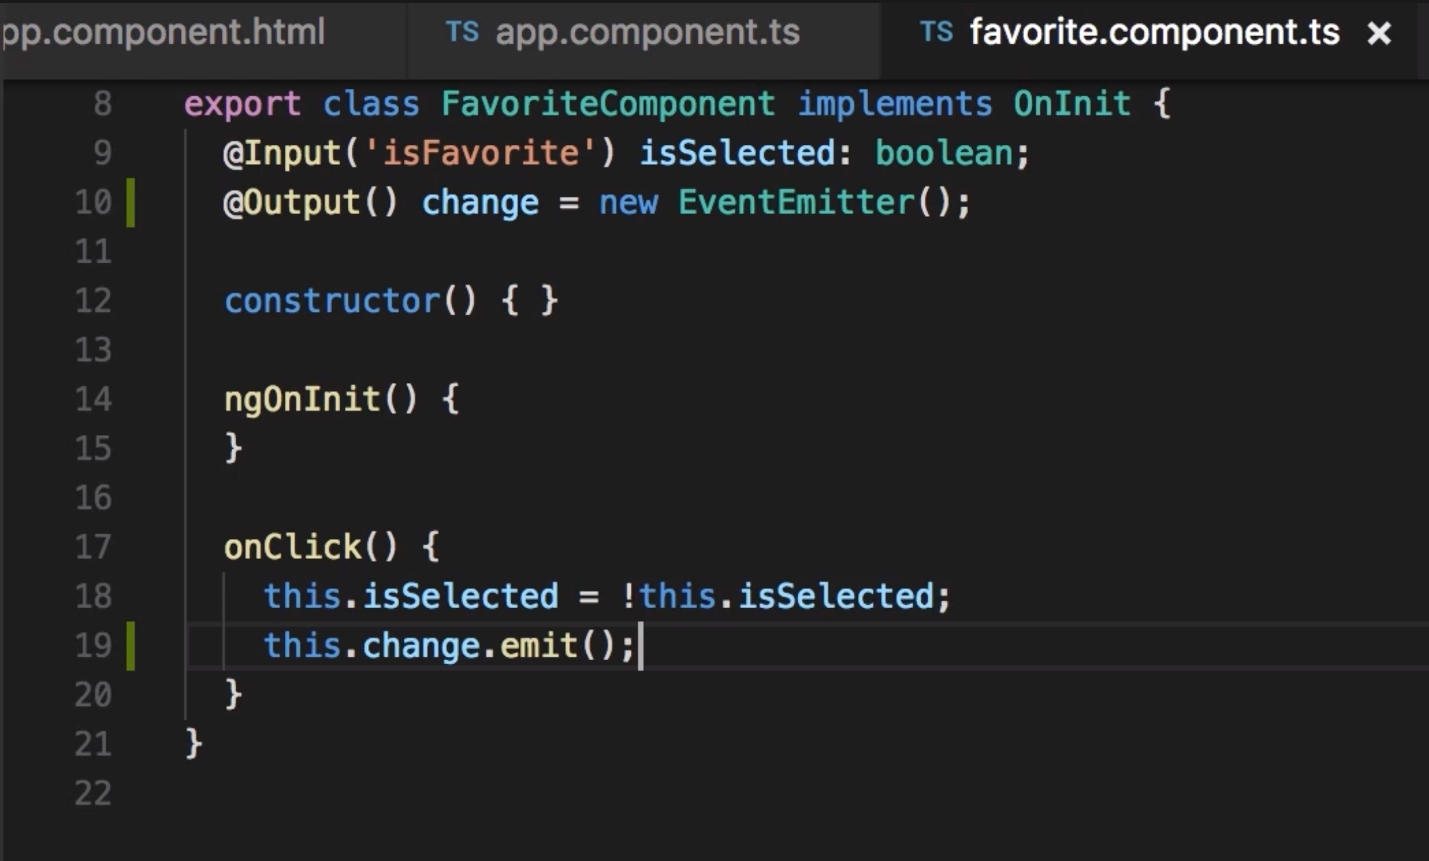 pp.component.html TS app.component.ts TS favorite.component.ts ×
8 export class FavoriteComponent implements OnInit {
9 @Input('isFavorite') isSelected: boolean;
10 @Output() change = new EventEmitter();
11
12 constructor() { }
13
14 ngOnInit() {
15 }
16
17 onClick() {
18 this.isSelected = !this.isSelected;
19 this.change.emit();
20 }
21 }
22